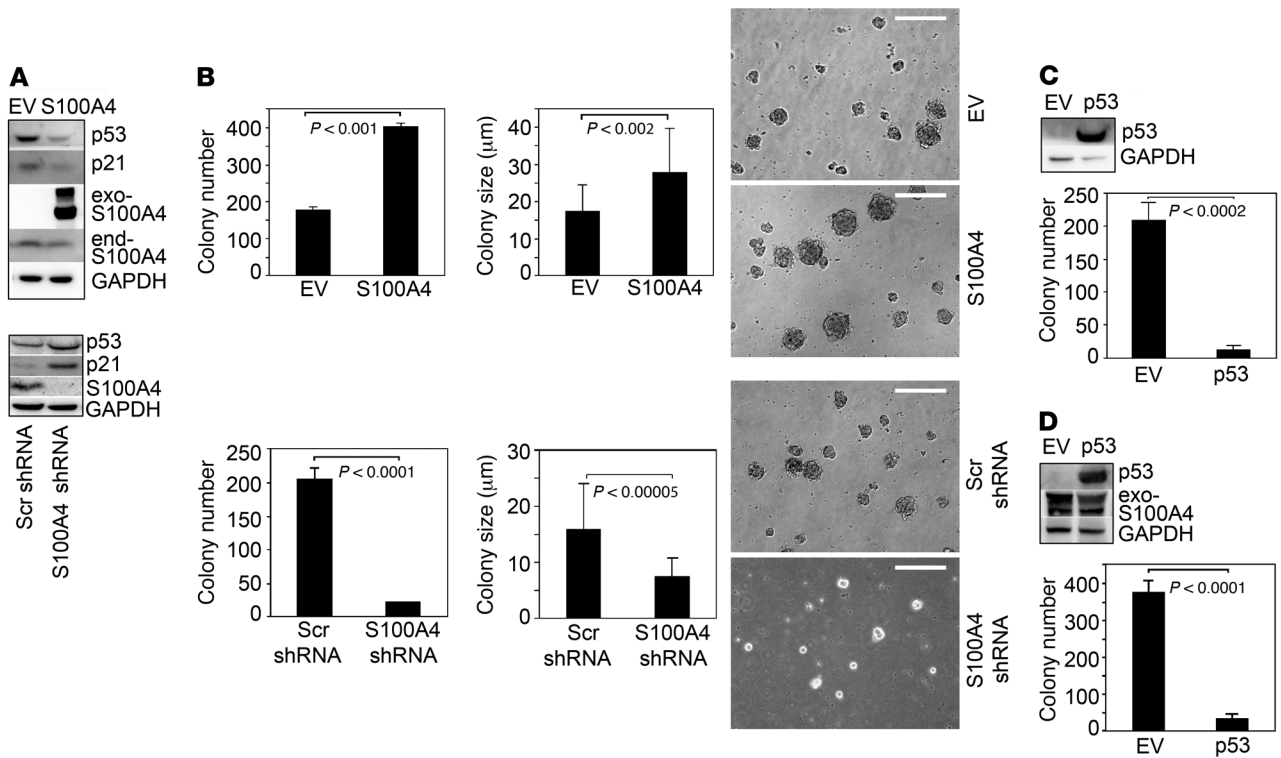 A
EV S100A4
p53
p21
exo-
S100A4
end-
S100A4
GAPDH
p53
p21
S100A4
GAPDH
Scr shRNA
S100A4 shRNA
B
Colony number
400
300
200
200
100
0
P < 0.001
EV S100A4
Colony size (μm)
40
30
20
10
0
P < 0.002
EV S100A4
EV
S100A4
Colony number
250
200
150
100
50
0
P < 0.0001
Scr
shRNA
S100A4
shRNA
Colony size (μm)
30
20
10
0
P < 0.00005
Scr
shRNA
S100A4
shRNA
Scr
shRNA
S100A4
shRNA
C
EV p53
p53
GAPDH
Colony number
250
200
150
100
50
0
P < 0.0002
EV p53
D
EV p53
p53
exo-
S100A4
GAPDH
Colony number
400
300
200
200
100
0
P < 0.0001
EV p53